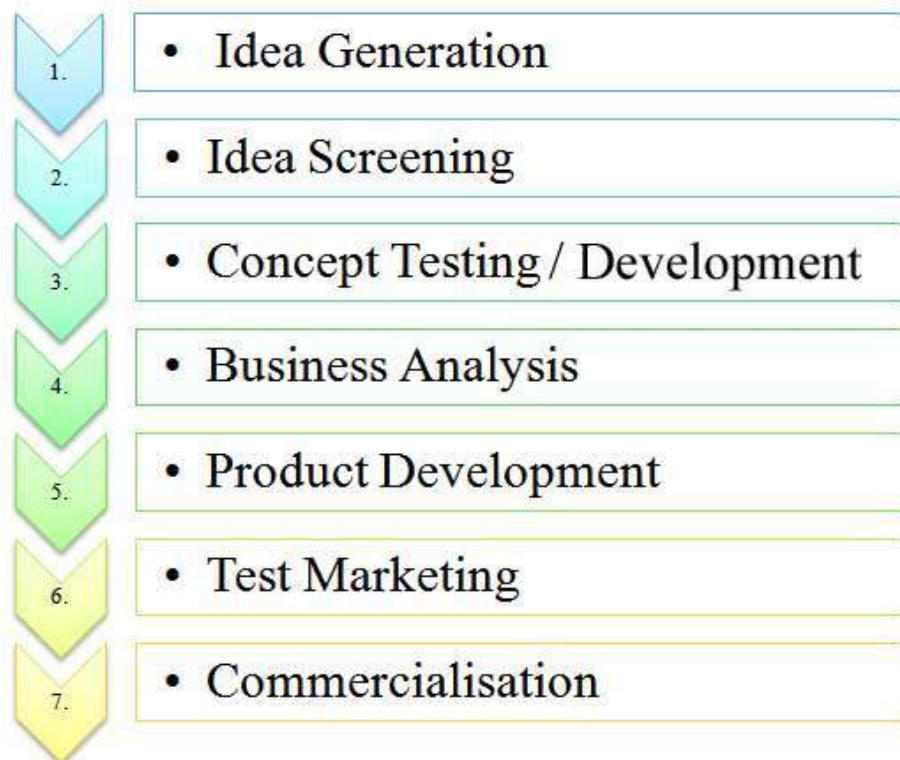 1. • Idea Generation
2. • Idea Screening
3. • Concept Testing / Development
4. • Business Analysis
5. • Product Development
6. • Test Marketing
7. • Commercialisation